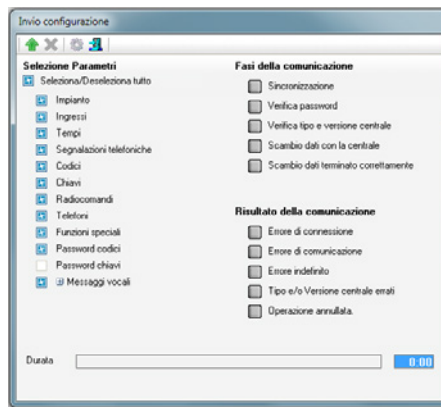 Invio configurazione
Selezione Parametri
Seleziona/Deseleziona tutto
Impianto
Ingressi
Tempi
Segnalazioni telefoniche
Codici
Chiavi
Radiocomandi
Telefoni
Funzioni speciali
Password codici
Password chiavi
Messaggi vocali
Fasi della comunicazione
Sincronizzazione
Verifica password
Verifica tipo e versione centrale
Scambio dati con la centrale
Scambio dati terminato correttamente
Risultato della comunicazione
Errore di connessione
Errore di comunicazione
Errore indefinito
Tipo e/o Versione centrale errati
Operazione annullata.
Durata
0:00